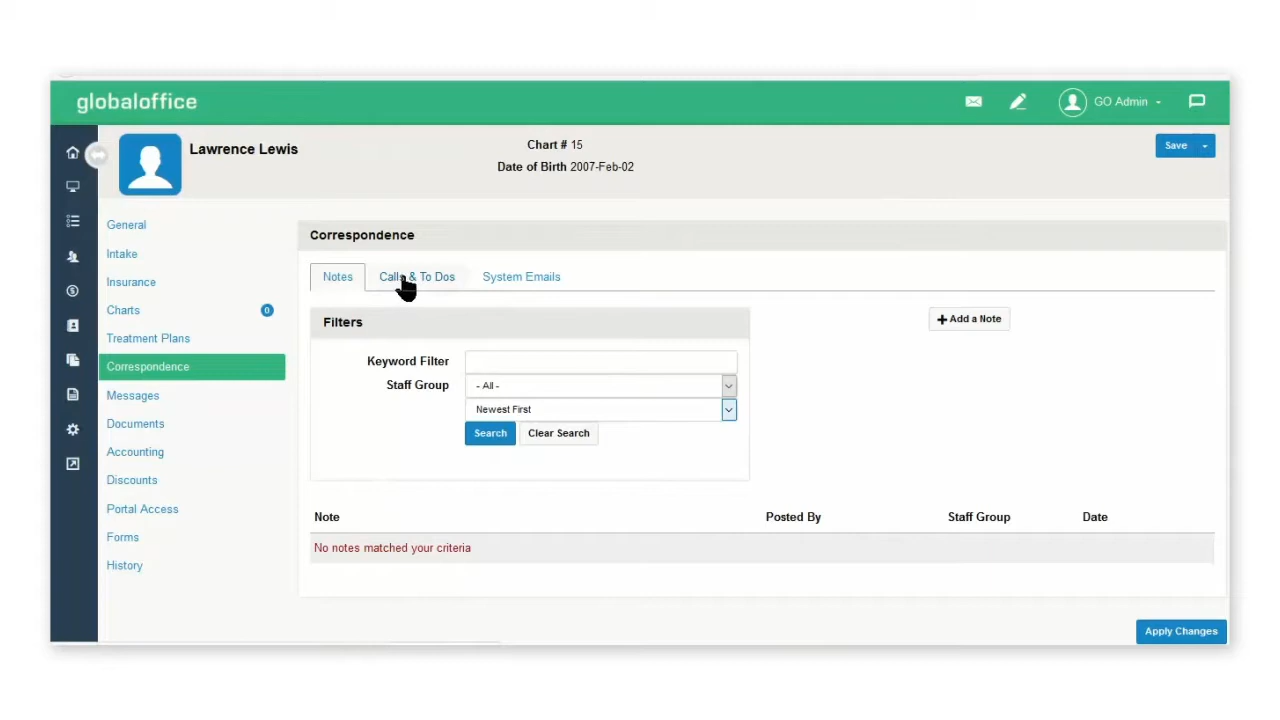 globaloffice
GO Admin
Lawrence Lewis
Chart # 15
Date of Birth 2007-Feb-02
Save
General
Intake
Insurance
Charts 0
Treatment Plans
Correspondence
Messages
Documents
Accounting
Discounts
Portal Access
Forms
History
Correspondence
Notes Calls & To Dos System Emails
Filters
+ Add a Note
Keyword Filter
Staff Group - All -
Newest First
Search Clear Search
Note Posted By Staff Group Date
No notes matched your criteria
Apply Changes